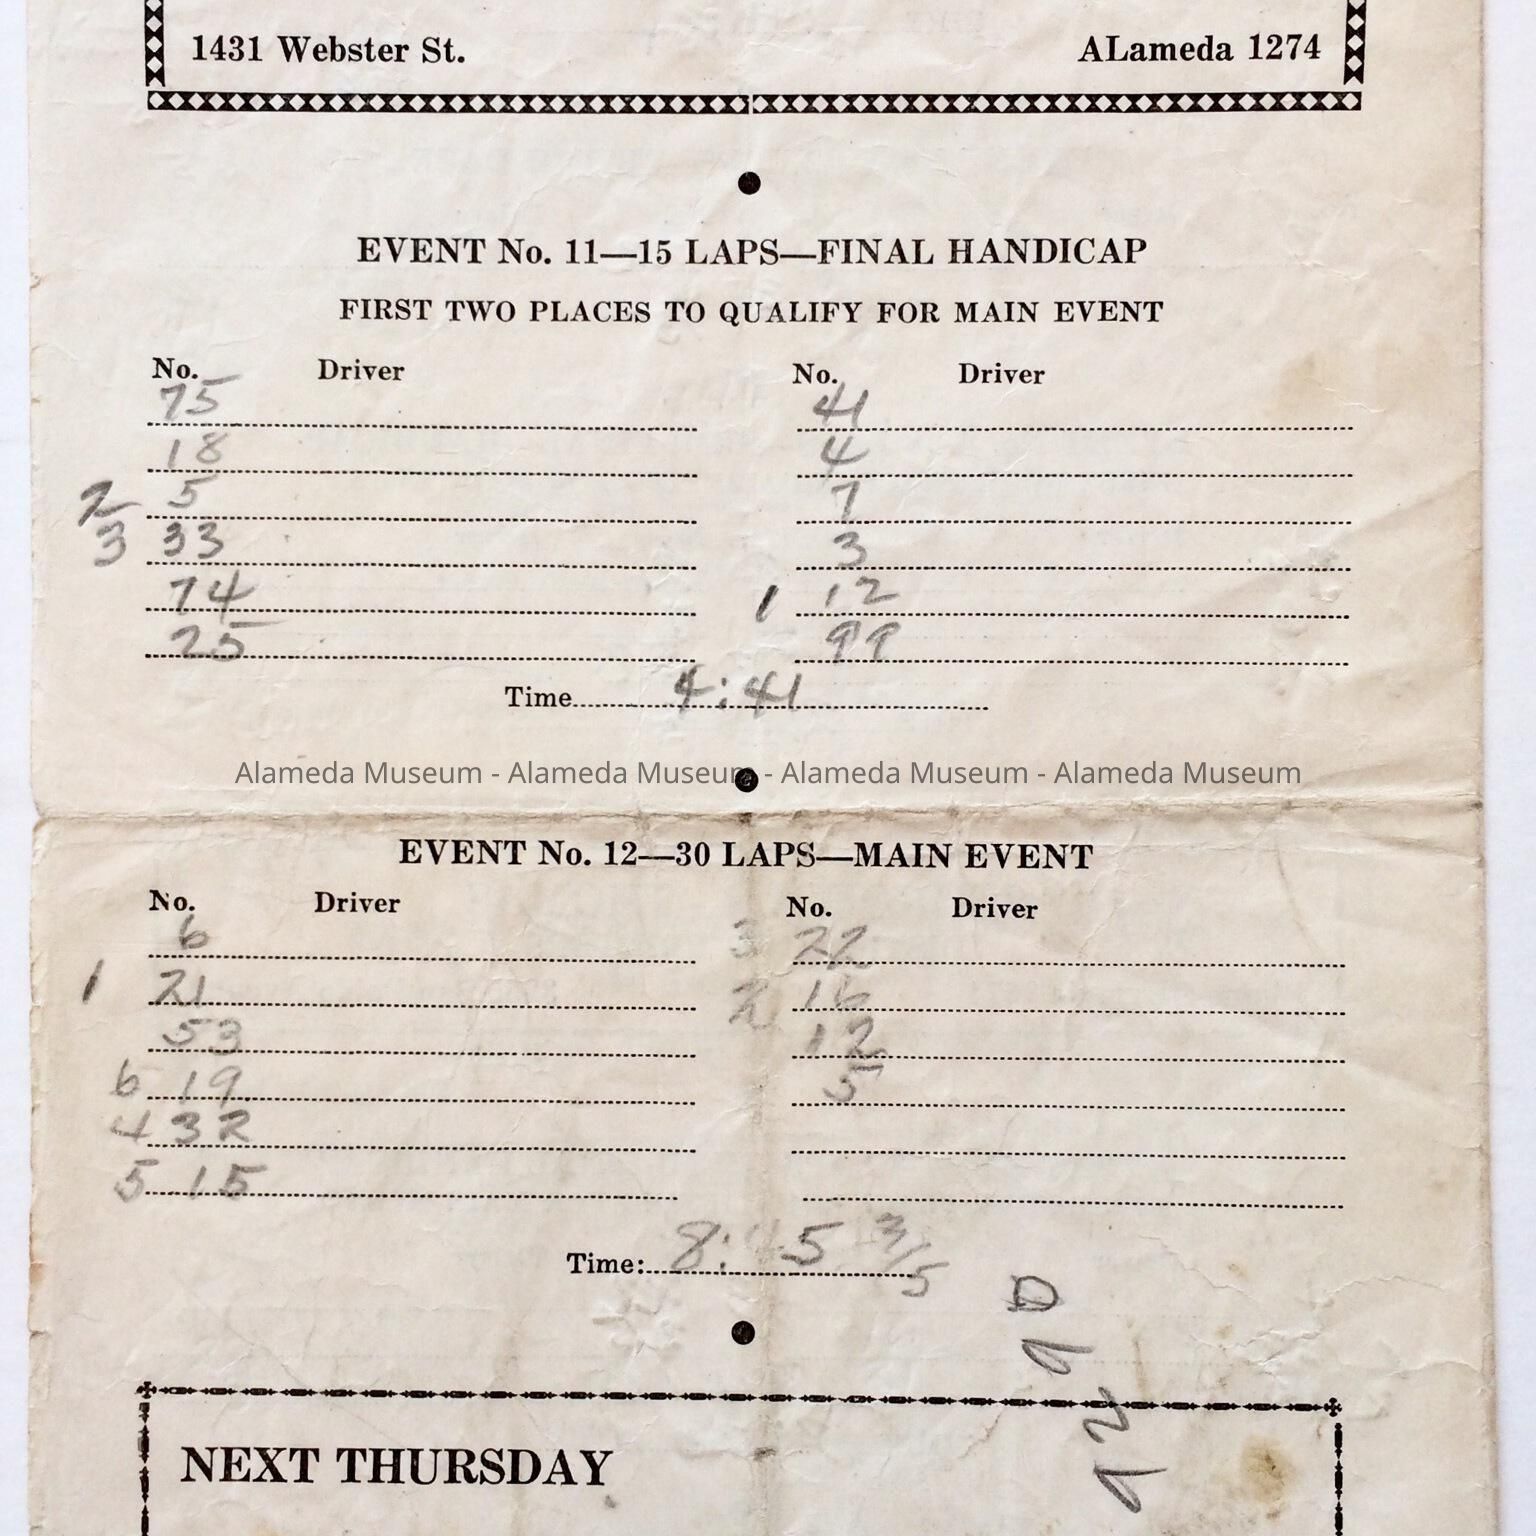 1431 Webster St. ALameda 1274
EVENT No. 11—15 LAPS—FINAL HANDICAP
FIRST TWO PLACES TO QUALIFY FOR MAIN EVENT
No. Driver No. Driver
75 41
18 4
2 5 7
3 33 3
74 1 12
25 99
Time 4:41
Alameda Museum - Alameda Museum - Alameda Museum - Alameda Museum
EVENT No. 12—30 LAPS—MAIN EVENT
No. Driver No. Driver
6 3 22
1 21 2 16
53 12
6 19 5
4 32
5 15
Time: 8: 5 3/5
NEXT THURSDAY